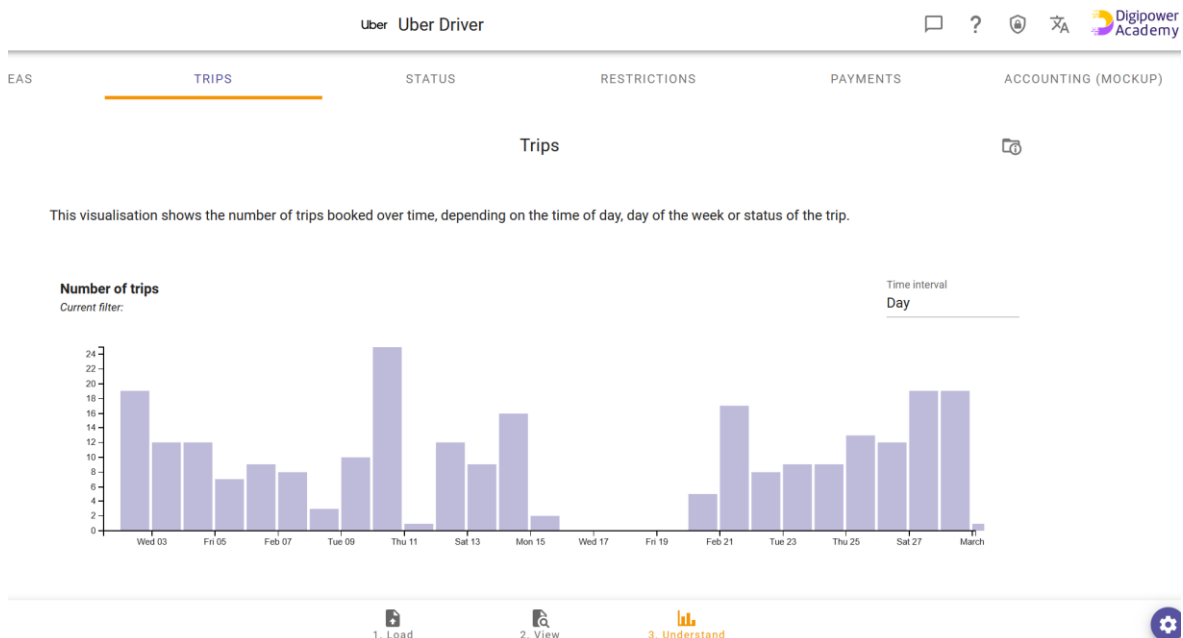 Uber Uber Driver
Digipower
Academy
EAS TRIPS STATUS RESTRICTIONS PAYMENTS ACCOUNTING (MOCKUP)
Trips
This visualisation shows the number of trips booked over time, depending on the time of day, day of the week or status of the trip.
Number of trips
Current filter:
Time interval
Day
24
22
20
18
16
14
12
10
8
6
4
2
0
Wed 03 Fri 05 Feb 07 Tue 09 Thu 11 Sat 13 Mon 15 Wed 17 Fri 19 Feb 21 Tue 23 Thu 25 Sat 27 March
1. Load 2. View 3. Understand